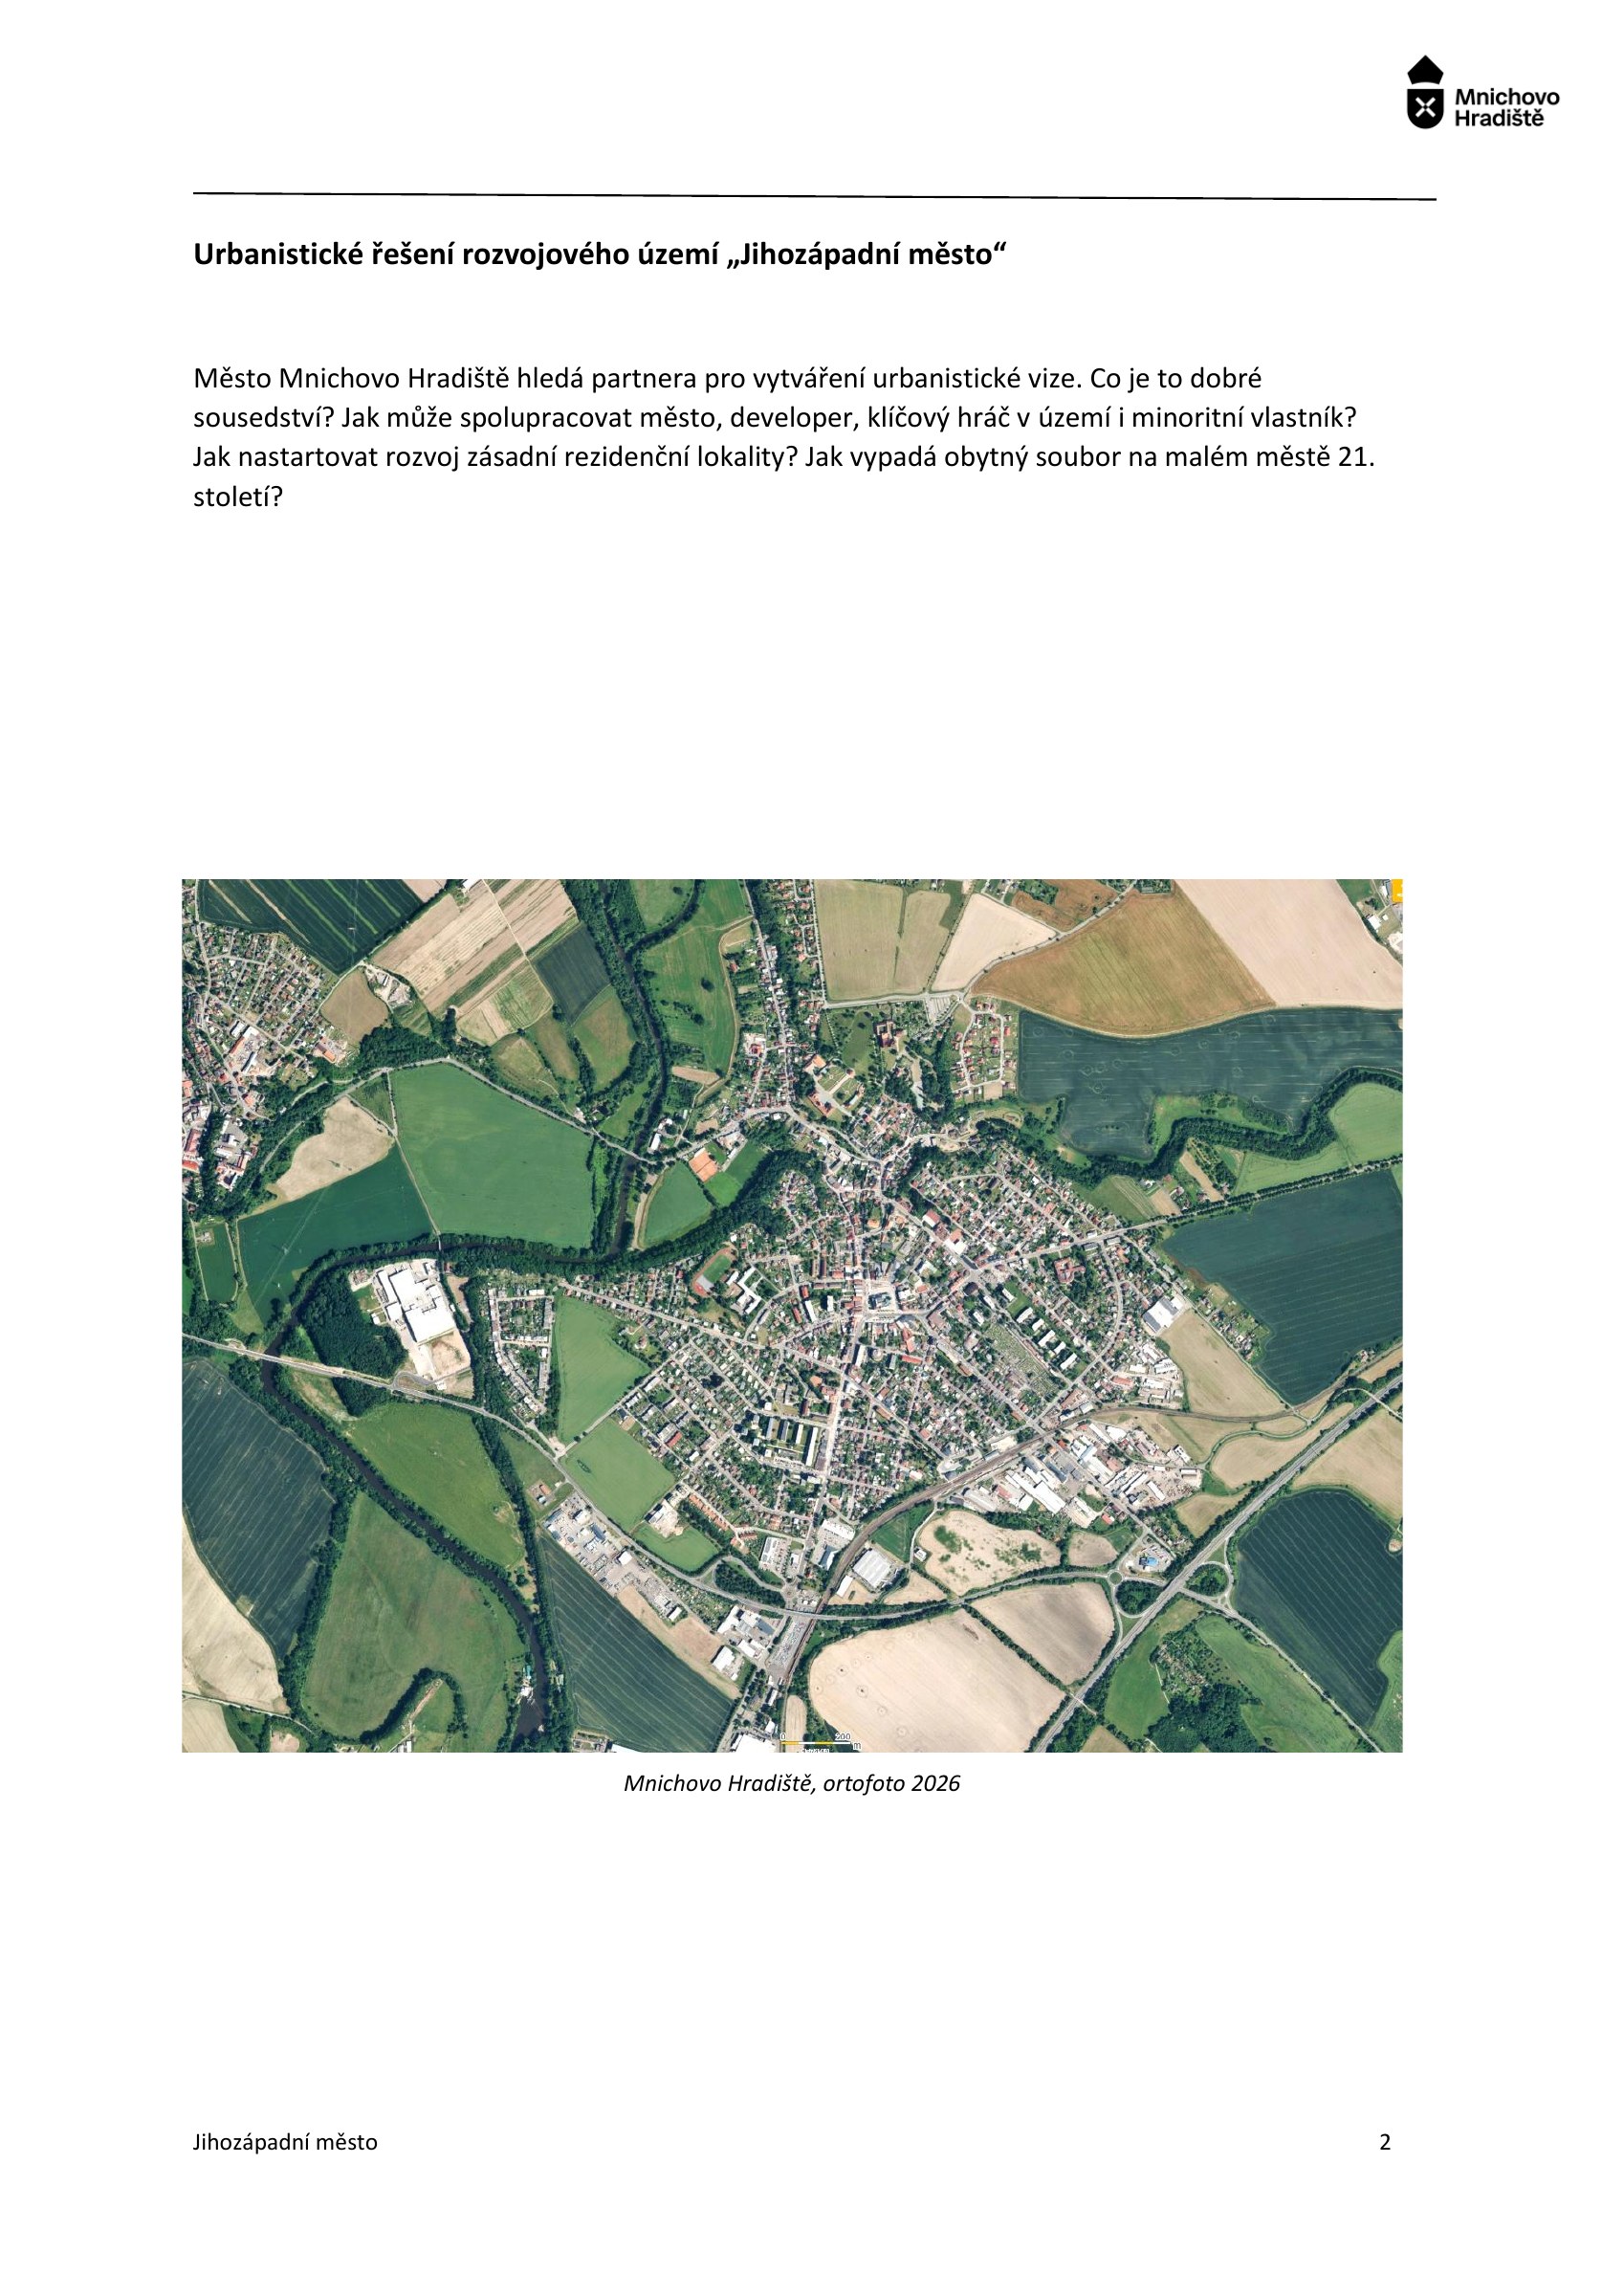 Mnichovo
Hradiště
Urbanistické řešení rozvojového území „Jihozápadní město“
Město Mnichovo Hradiště hledá partnera pro vytváření urbanistické vize. Co je to dobré
sousedství? Jak může spolupracovat město, developer, klíčový hráč v území i minoritní vlastník?
Jak nastartovat rozvoj zásadní rezidenční lokality? Jak vypadá obytný soubor na malém městě 21.
století?
0 200
m
Mnichovo Hradiště, ortofoto 2026
Jihozápadní město 2